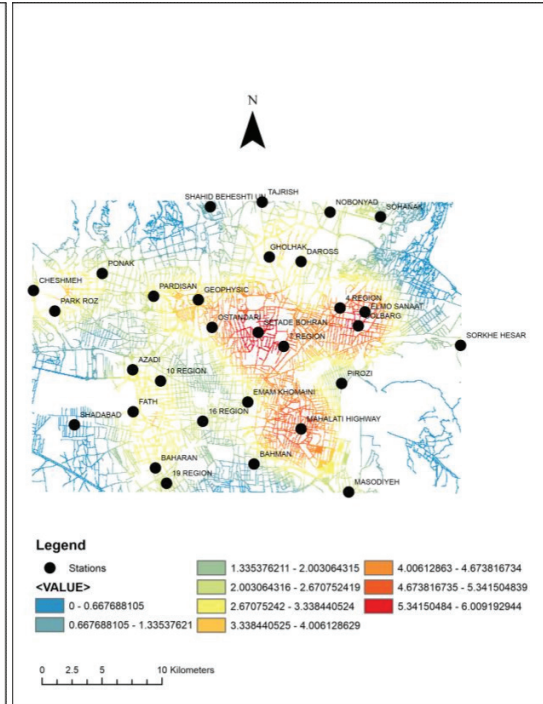 N
SHAHID BEHESHTI UN
TAJRISH
NOBONYAD
SOHANAK
GHOLHAK
DAROSS
PONAK
CHESHMEH
PARDISAN
GEOPHYSIC
PARK ROZ
4 REGION
ELMO SANAAT
GOLBARG
OSTANDARI
SETADE BOHRAN
SORKHE HESAR
AZADI
10 REGION
PIROZI
EMAM KHOMAINI
FATH
16 REGION
SHADABAD
MAHALATI HIGHWAY
BAHARAN
BAHMAN
19 REGION
MASODIYEH
Legend
Stations
<VALUE>
0 - 0.667688105
0.667688105 - 1.33537621
1.335376211 - 2.003064315
2.003064316 - 2.670752419
2.67075242 - 3.338440524
3.338440525 - 4.006128629
4.00612863 - 4.673816734
4.673816735 - 5.341504839
5.34150484 - 6.009192944
0 2.5 5 10 Kilometers